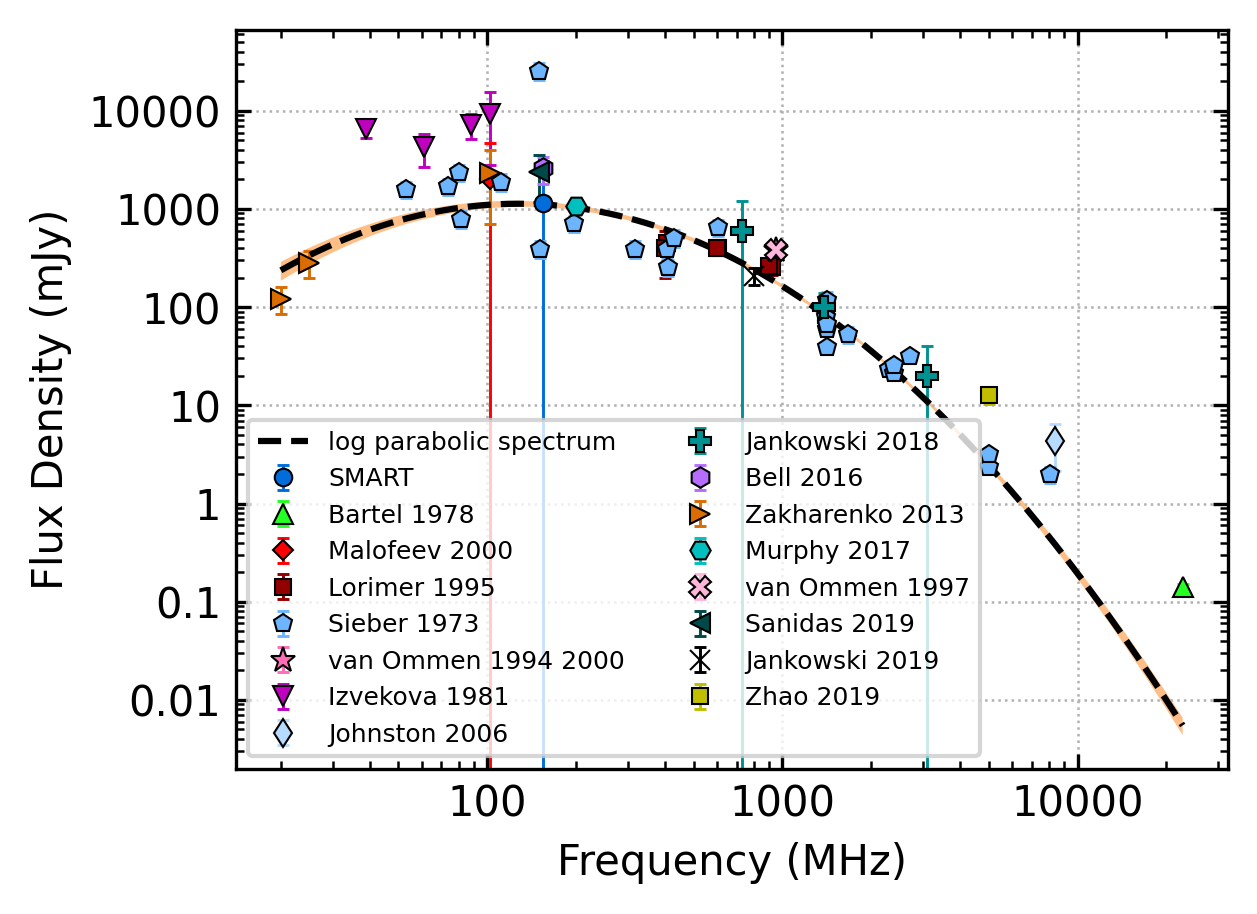 Flux Density (mJy)
10000
1000
100
10
1
0.1
0.01
log parabolic spectrum
SMART
Bartel 1978
Malofeev 2000
Lorimer 1995
Sieber 1973
van Ommen 1994 2000
Izvekova 1981
Johnston 2006
Jankowski 2018
Bell 2016
Zakharenko 2013
Murphy 2017
van Ommen 1997
Sanidas 2019
Jankowski 2019
Zhao 2019
100 1000 10000
Frequency (MHz)